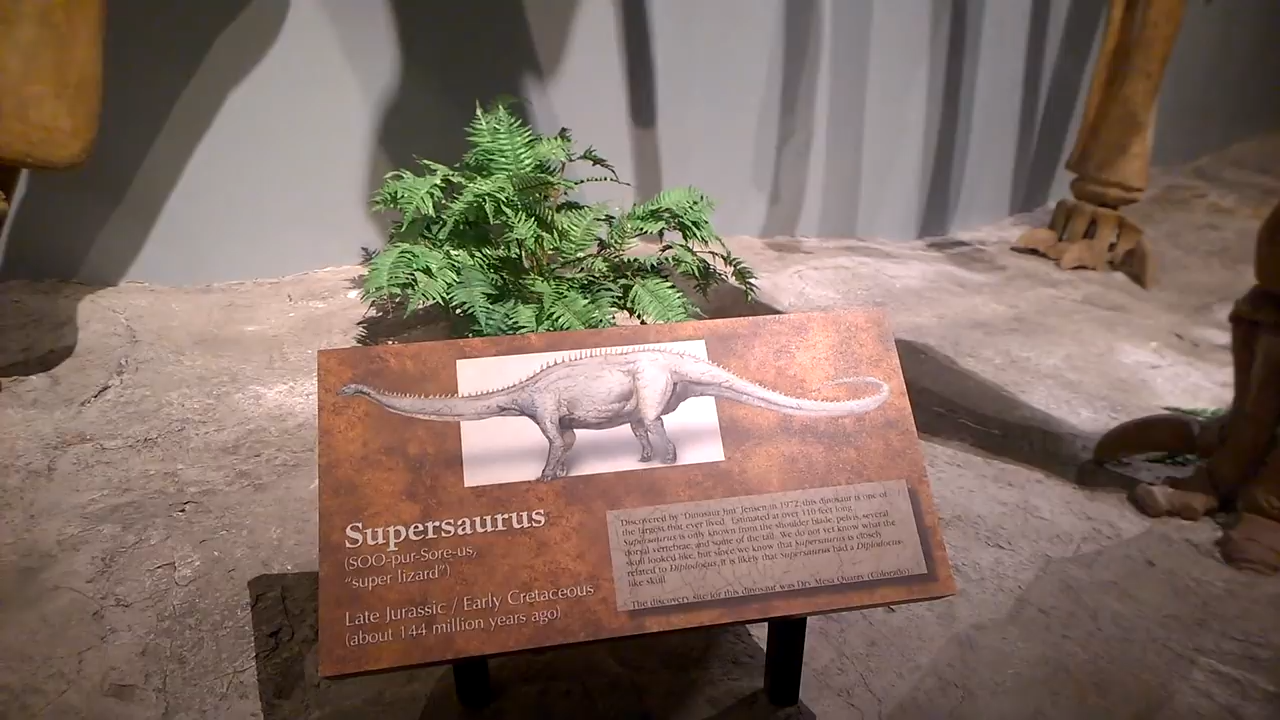 Supersaurus
(SOO-pur-Sore-us,
"super lizard")
Late Jurassic / Early Cretaceous
(about 144 million years ago)
Discovered by "Dinosaur Jim" Jensen in 1972, this dinosaur is one of
the largest that ever lived. Estimated at over 110 feet long,
Supersaurus is only known from the shoulder blade, pelvis, several
dorsal vertebrae, and some of the tail. We do not yet know what the
skull looked like, but since we know that Supersaurus is closely
related to Diplodocus, it is likely that Supersaurus had a Diplodocus-
like skull.
The discovery site for this dinosaur was Dry Mesa Quarry (Colorado).